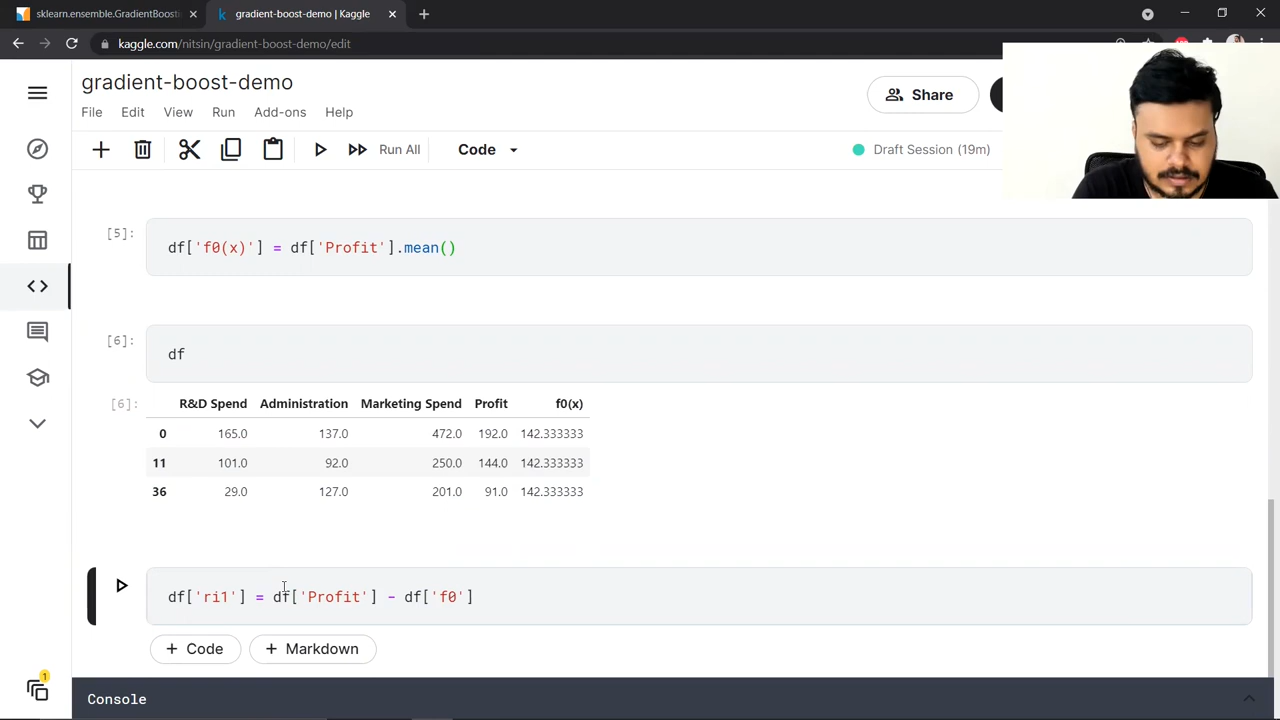 sklearn.ensemble.GradientBoost
gradient-boost-demo | Kaggle
kaggle.com/nitsin/gradient-boost-demo/edit
gradient-boost-demo
Share
File Edit View Run Add-ons Help
Run All
Code
Draft Session (19m)
[5]:
df['f0(x)'] = df['Profit'].mean()
[6]:
df
[6]:
R&D Spend Administration Marketing Spend Profit f0(x)
0 165.0 137.0 472.0 192.0 142.333333
11 101.0 92.0 250.0 144.0 142.333333
36 29.0 127.0 201.0 91.0 142.333333
df['ri1'] = df['Profit'] - df['f0']
+ Code + Markdown
1
Console